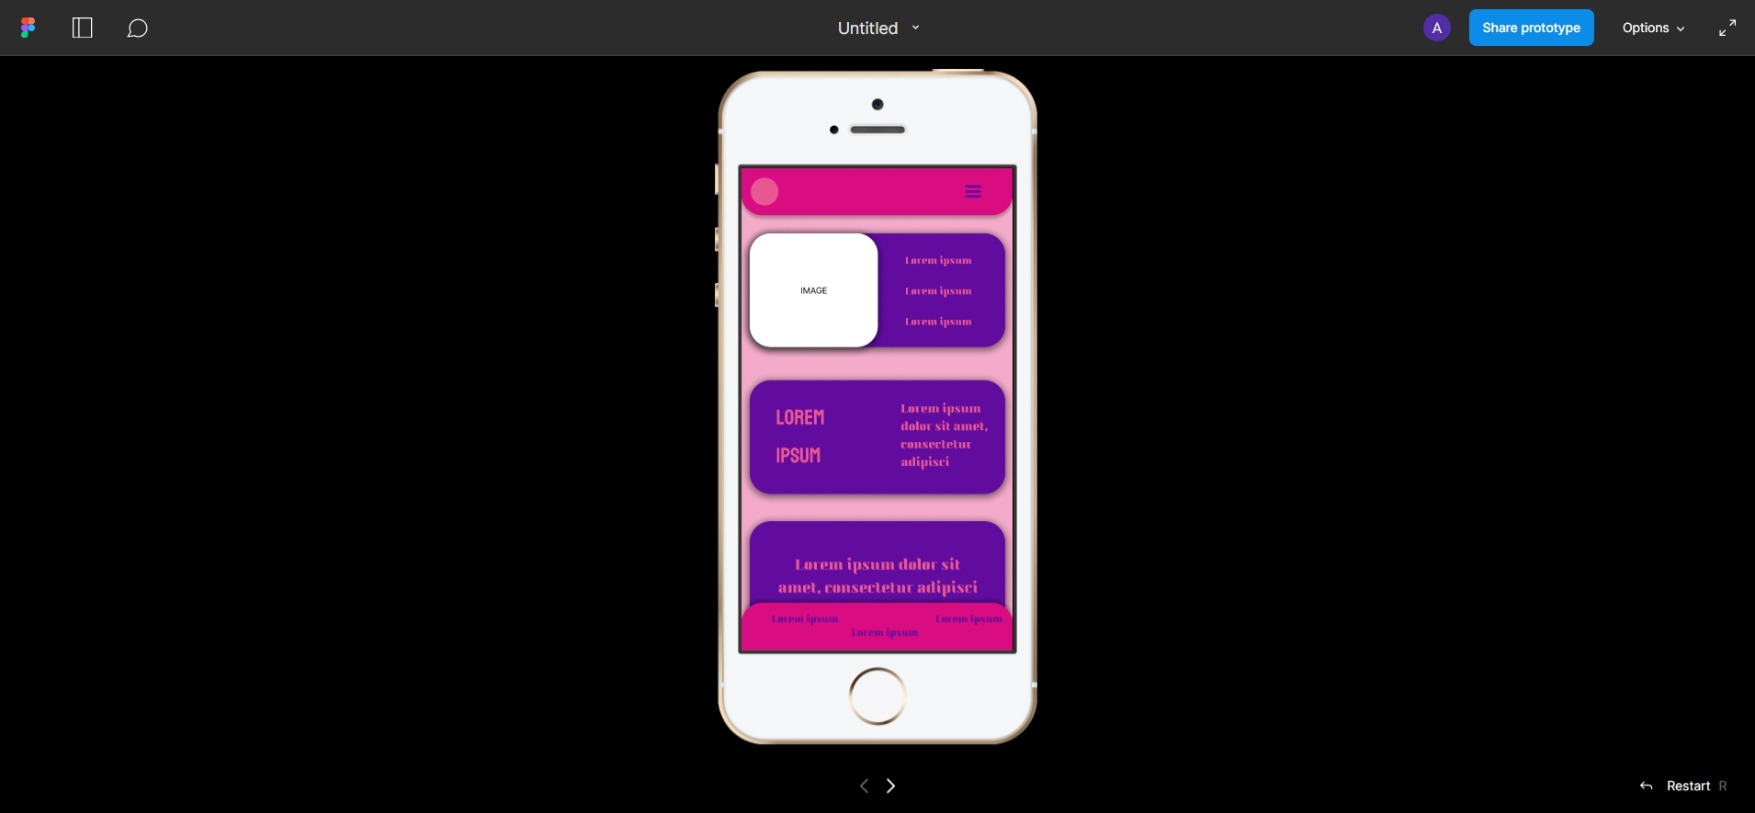 Untitled
A
Share prototype
Options
IMAGE
Lorem ipsum
Lorem ipsum
Lorem ipsum
LOREM
IPSUM
Lorem ipsum
dolor sit amet,
consectetur
adipisci
Lorem ipsum dolor sit
amet, consectetur adipisci
Lorem ipsum
Lorem ipsum
Lorem ipsum
Restart R